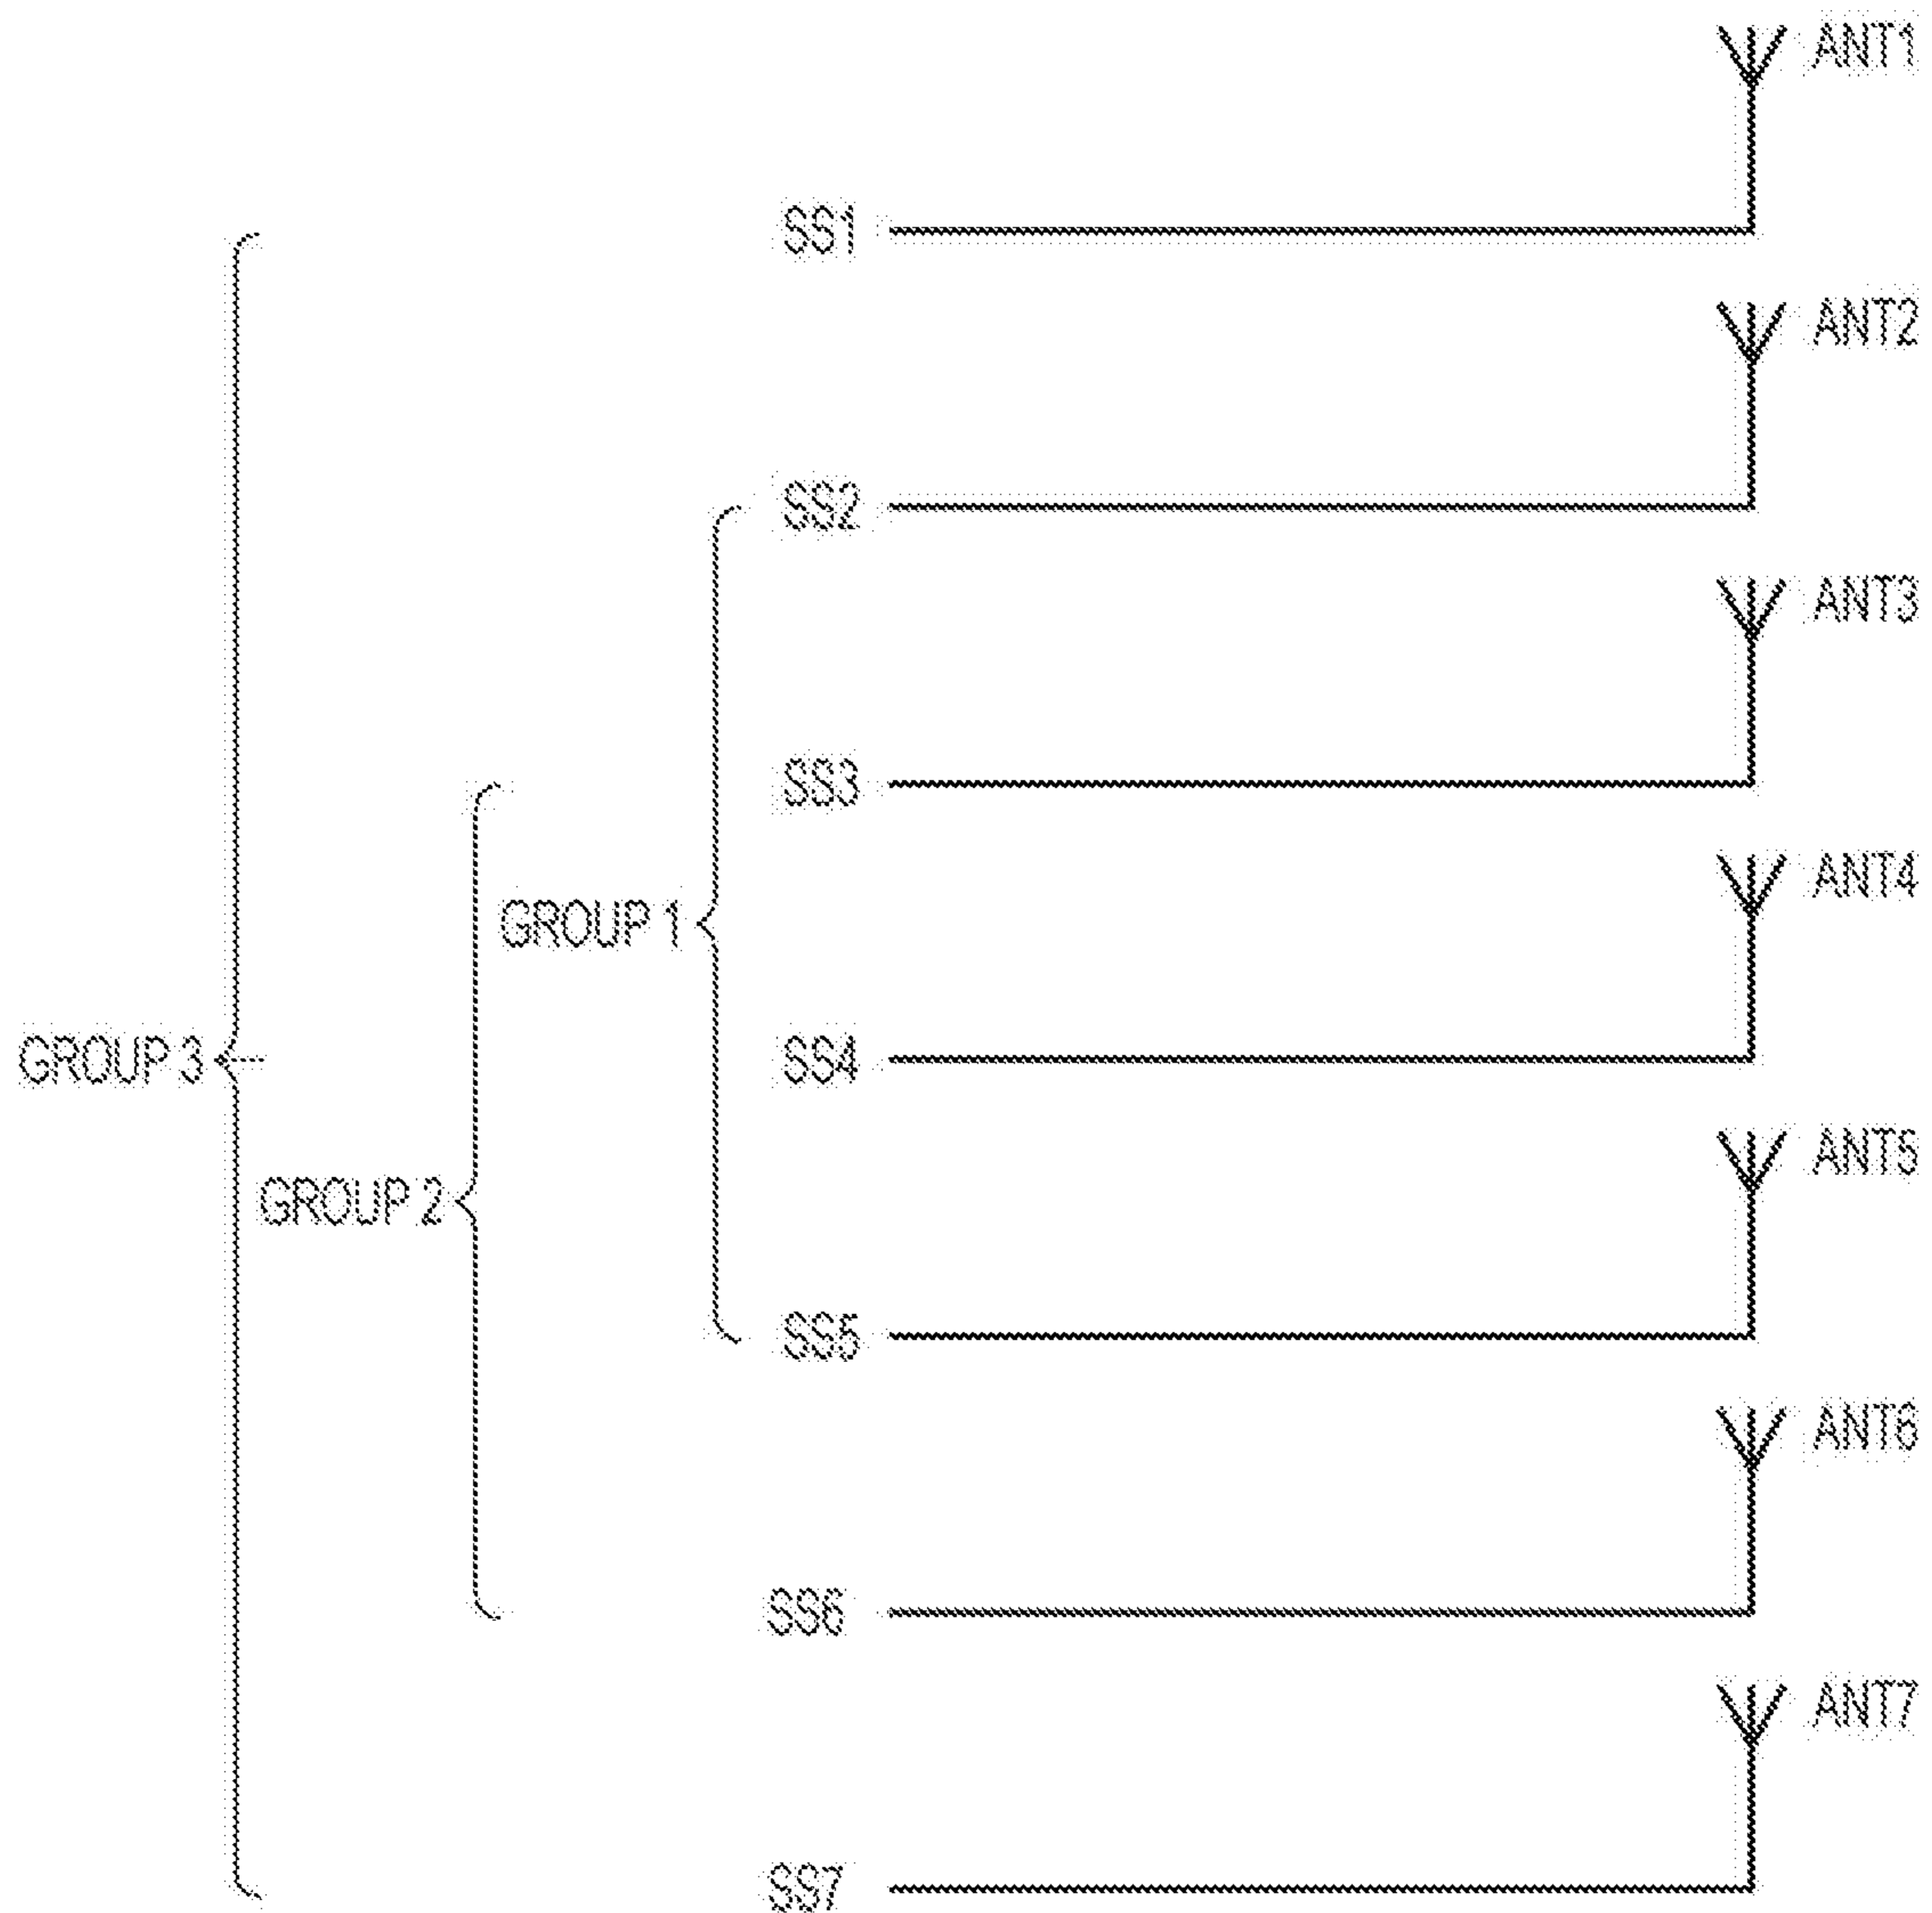 ANT1
SS1
ANT2
SS2
ANT3
SS3
ANT4
GROUP 1
GROUP 3
SS4
ANT5
GROUP 2
SS5
ANT6
SS6
ANT7
SS7